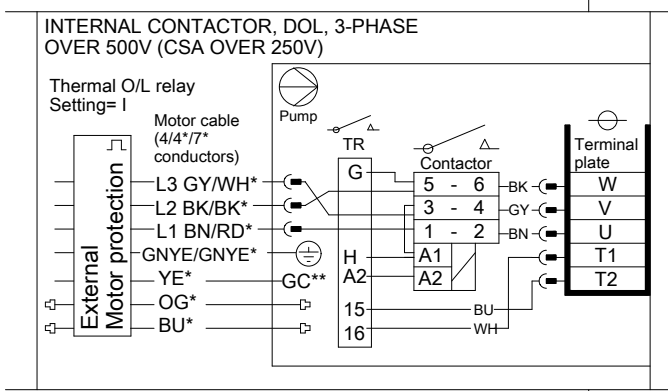 INTERNAL CONTACTOR, DOL, 3-PHASE
OVER 500V (CSA OVER 250V)
Thermal O/L relay
Setting= I
Motor cable
(4/4*/7*
conductors)
External
Motor protection
L3 GY/WH*
L2 BK/BK*
L1 BN/RD*
GNYE/GNYE*
YE*
OG*
BU*
GC**
Pump
TR
G
H
A2
15
16
Contactor
5 - 6
3 - 4
1 - 2
A1
A2
BK
GY
BN
BU
WH
Terminal
plate
W
V
U
T1
T2